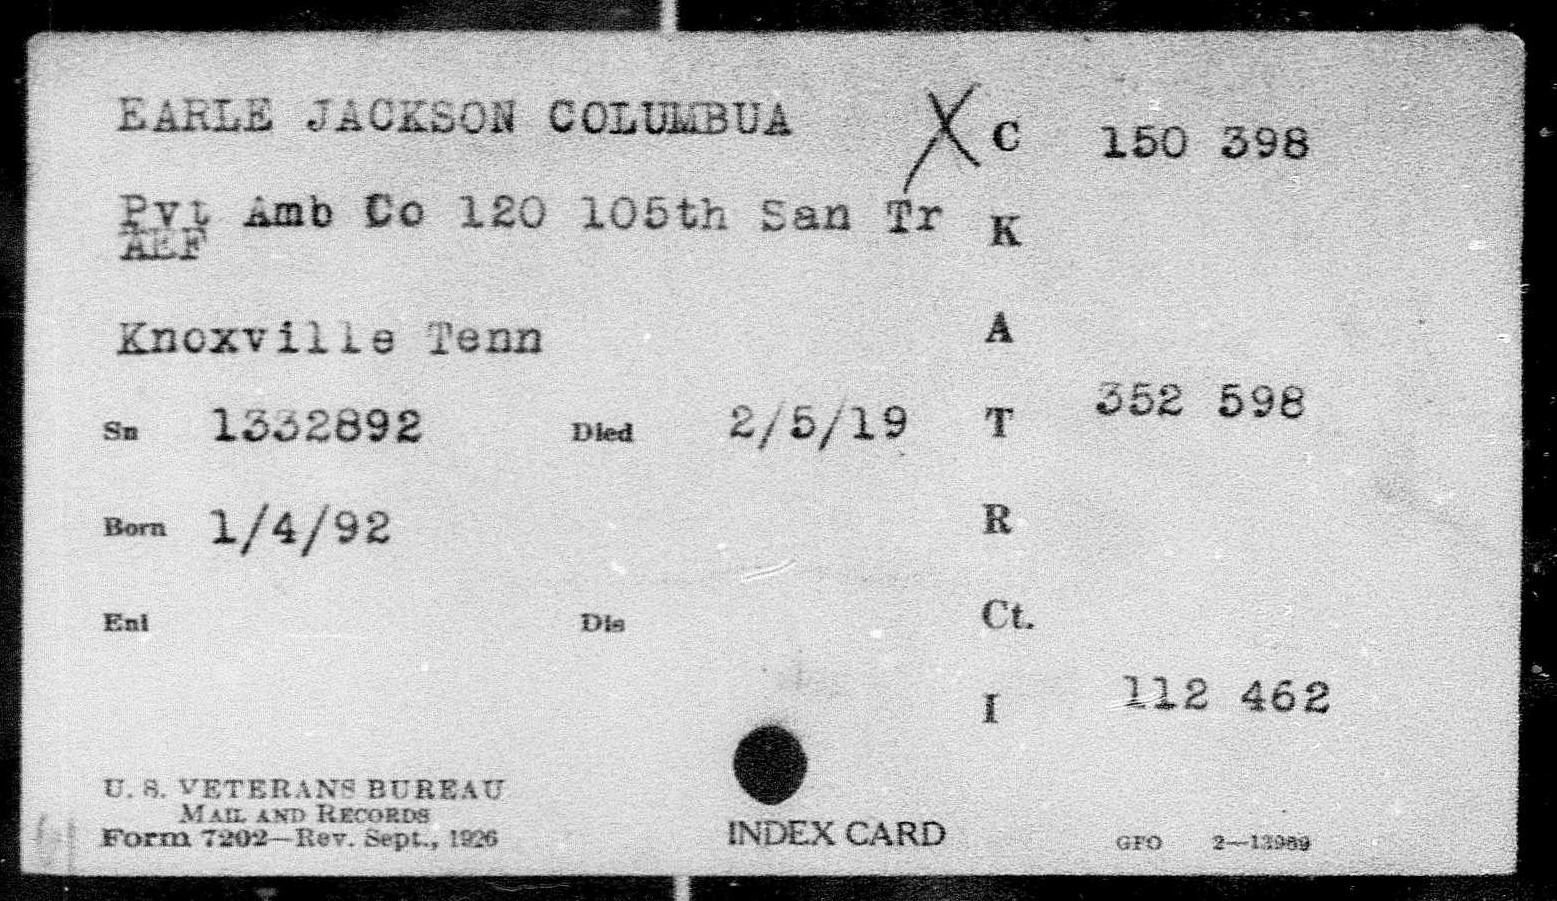 EARLE JACKSON COLUMBUA X C 150 398
Pvt Amb Co 120 105th San Tr K
AEF
Knoxville Tenn A
Sn 1332892 Died 2/5/19 T 352 598
Born 1/4/92 R
Enl Dis Ct.
I 112 462
U. S. VETERANS BUREAU
MAIL AND RECORDS
Form 7202—Rev. Sept., 1926 INDEX CARD GPO 2—13989